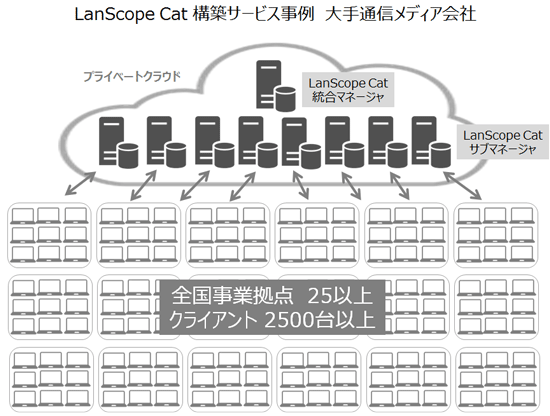 LanScope Cat 構築サービス事例 大手通信メディア会社
プライベートクラウド
LanScope Cat
統合マネージャ
LanScope Cat
サブマネージャ
全国事業拠点 25以上
クライアント 2500台以上